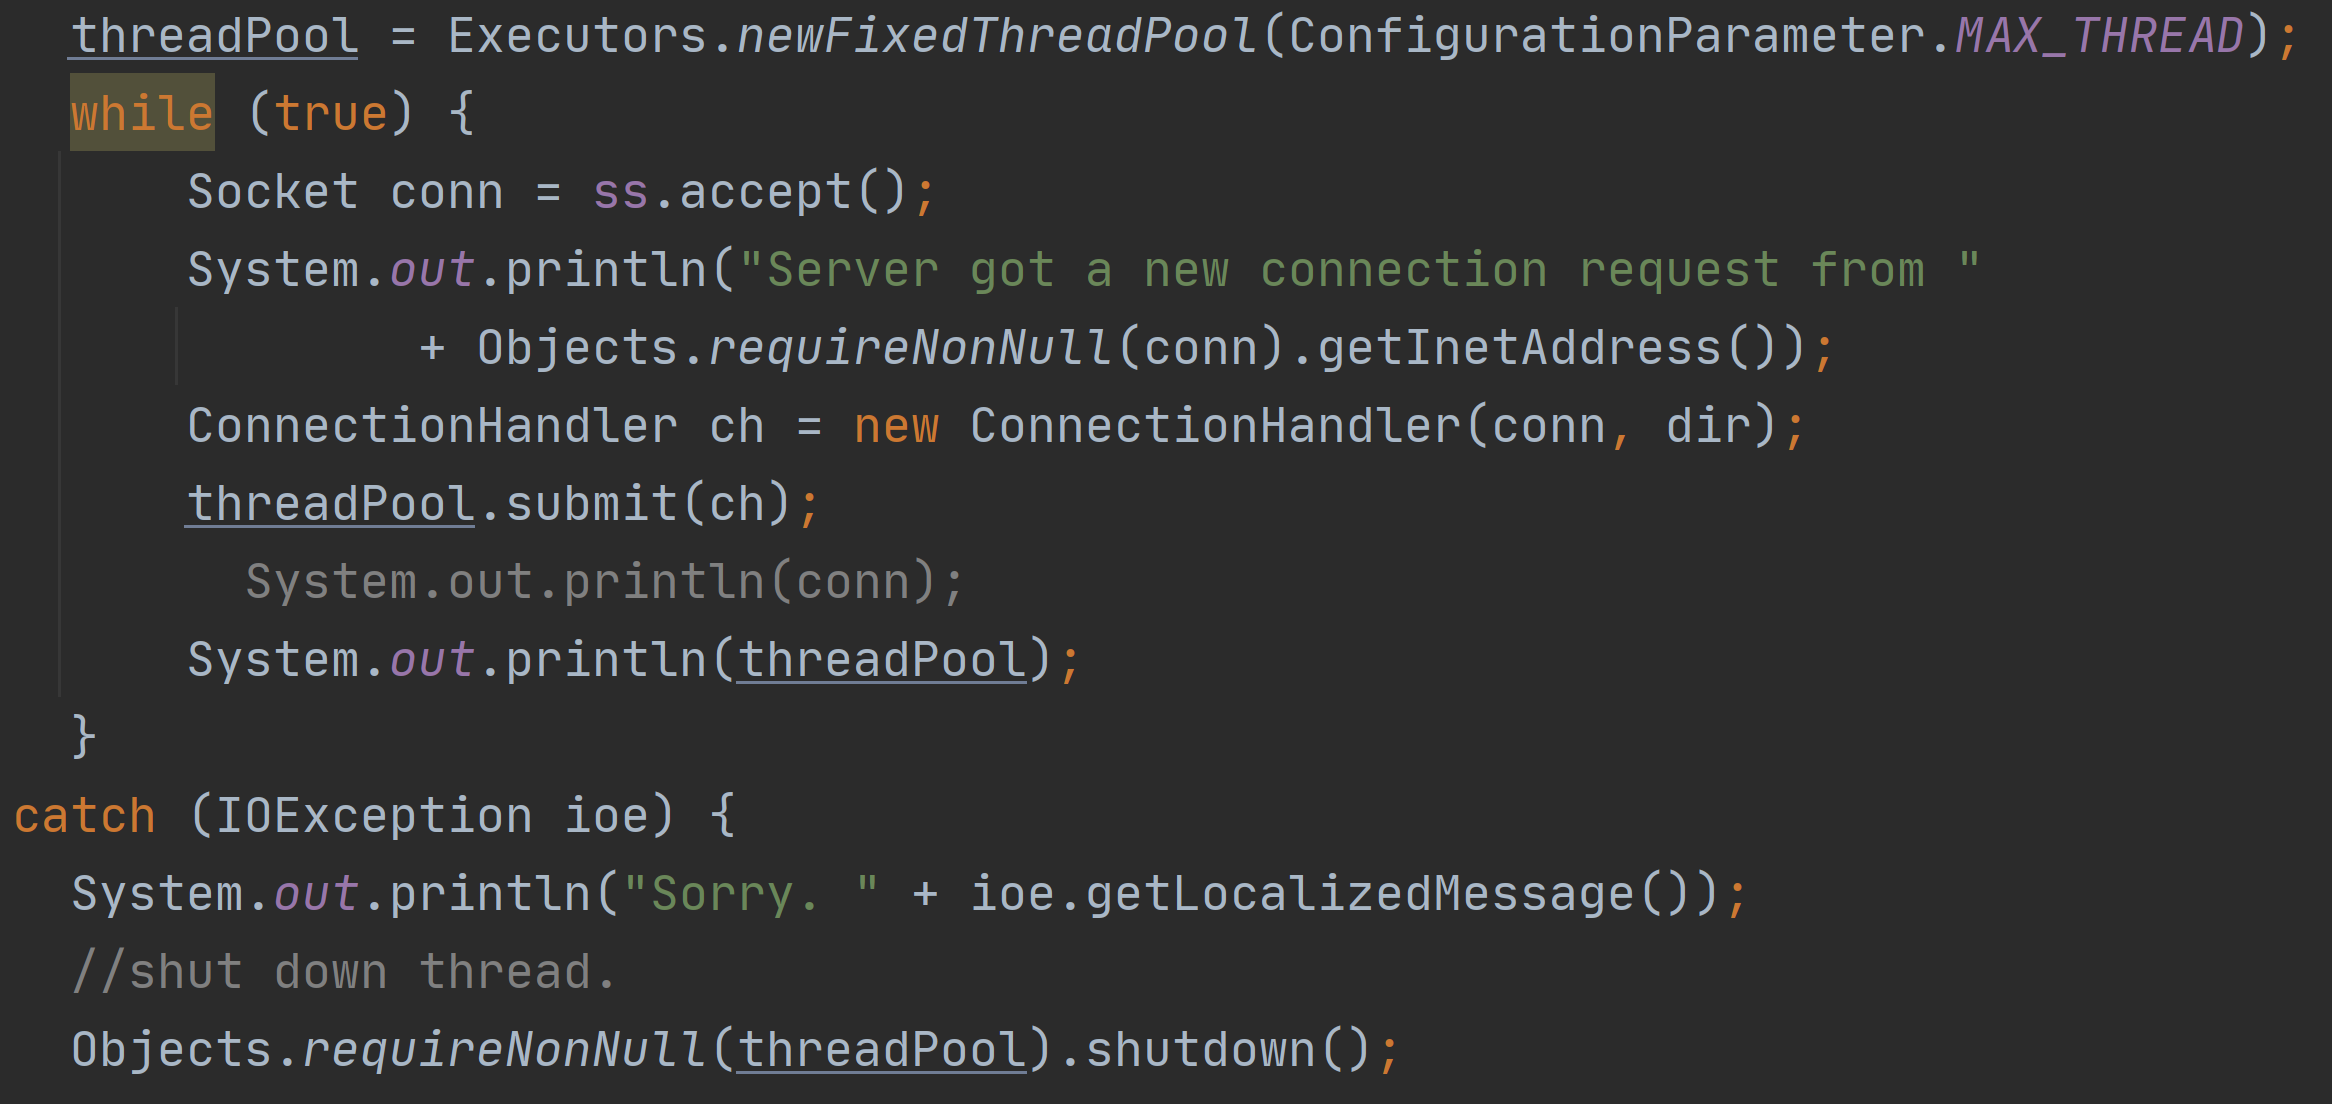 threadPool = Executors.newFixedThreadPool(ConfigurationParameter.MAX_THREAD);
while (true) {
Socket conn = ss.accept();
System.out.println("Server got a new connection request from "
+ Objects.requireNonNull(conn).getInetAddress());
ConnectionHandler ch = new ConnectionHandler(conn, dir);
threadPool.submit(ch);
System.out.println(conn);
System.out.println(threadPool);
}
catch (IOException ioe) {
System.out.println("Sorry. " + ioe.getLocalizedMessage());
//shut down thread.
Objects.requireNonNull(threadPool).shutdown();